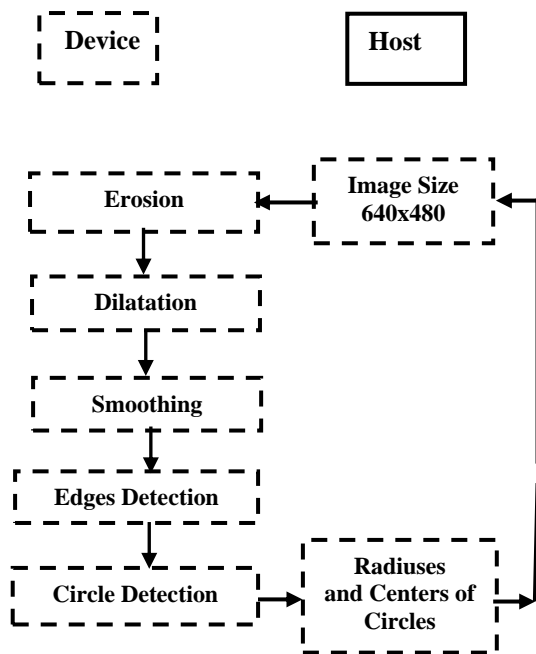 Device
Host
Erosion
Image Size
640x480
Dilatation
Smoothing
Edges Detection
Circle Detection
Radiuses
and Centers of
Circles